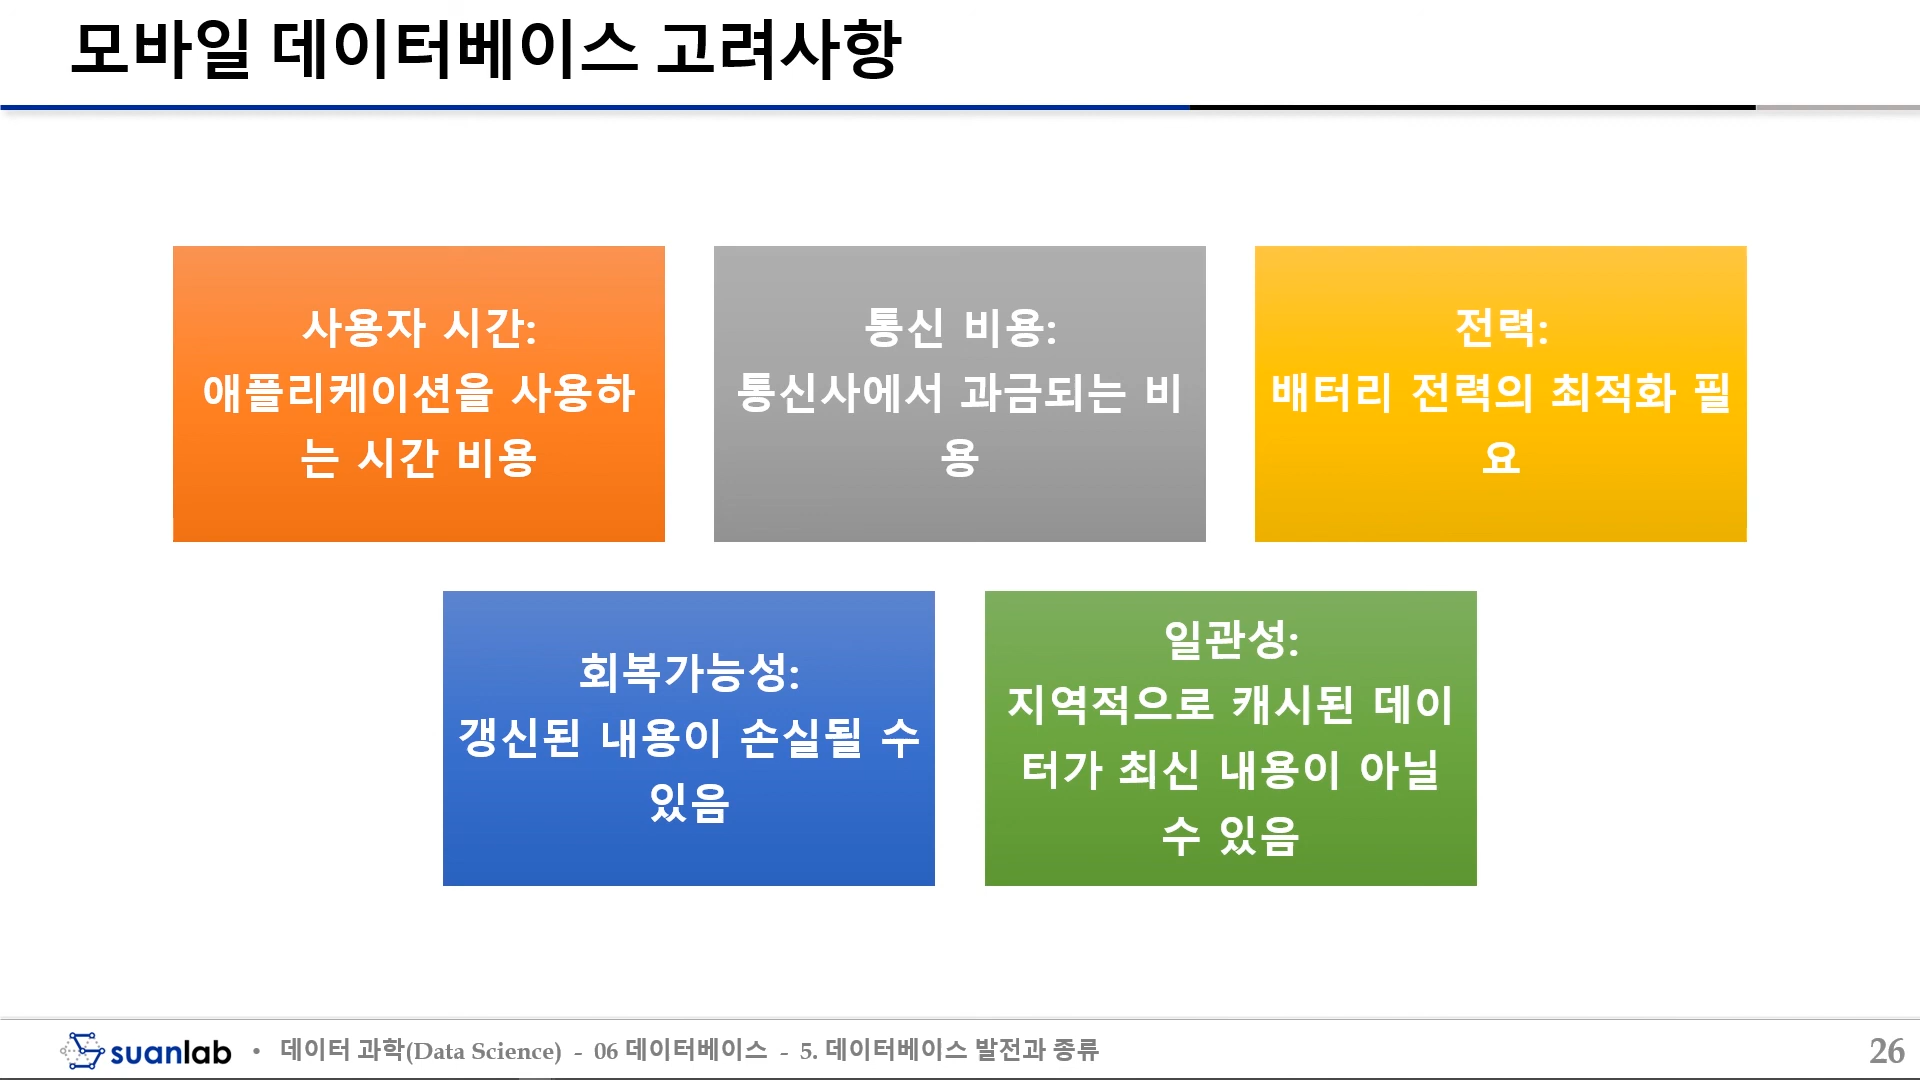 모바일 데이터베이스 고려사항
사용자 시간:
애플리케이션을 사용하
는 시간 비용
통신 비용:
통신사에서 과금되는 비
용
전력:
배터리 전력의 최적화 필
요
회복가능성:
갱신된 내용이 손실될 수
있음
일관성:
지역적으로 캐시된 데이
터가 최신 내용이 아닐
수 있음
suanlab • 데이터 과학(Data Science) - 06 데이터베이스 - 5. 데이터베이스 발전과 종류
26